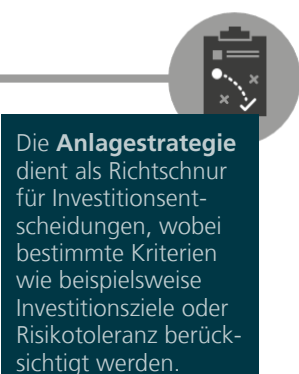 Die Anlagestrategie
dient als Richtschnur
für Investitionsent-
scheidungen, wobei
bestimmte Kriterien
wie beispielsweise
Investitionsziele oder
Risikotoleranz berück-
sichtigt werden.